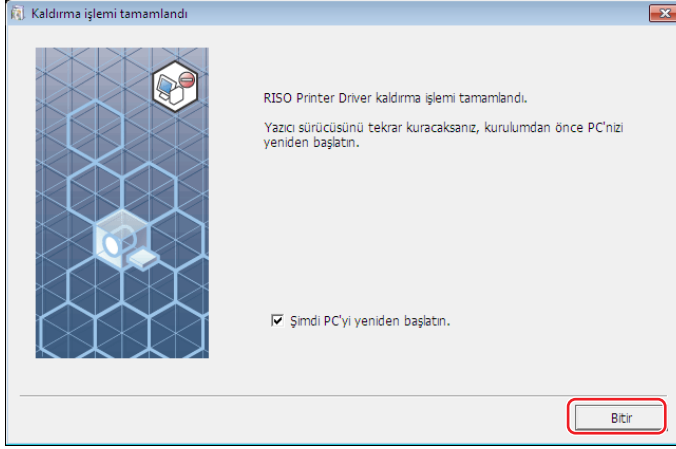 Kaldırma işlemi tamamlandı
RISO Printer Driver kaldırma işlemi tamamlandı.
Yazıcı sürücüsünü tekrar kuracaksanız, kurulumdan önce PC'nizi
yeniden başlatın.
Şimdi PC'yi yeniden başlatın.
Bitir